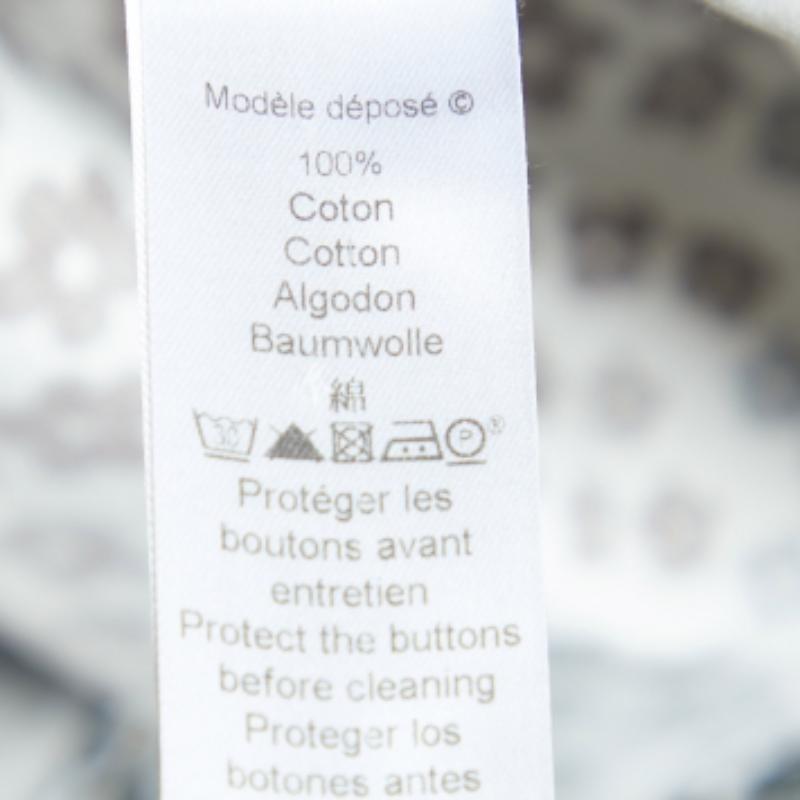 Modèle déposé ©
100%
Coton
Cotton
Algodon
Baumwolle
綿
30 P ®
Protéger les
boutons avant
entretien
Protect the buttons
before cleaning
Proteger los
botones antes